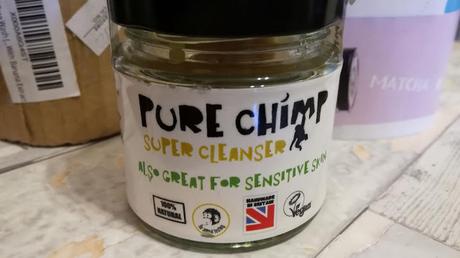 PURE CHIMP
SUPER CLEANSER
ALSO GREAT FOR SENSITIVE SKIN
100%
NATURAL
HANDMADE
IN BRITAIN
Vegan
MATCHA